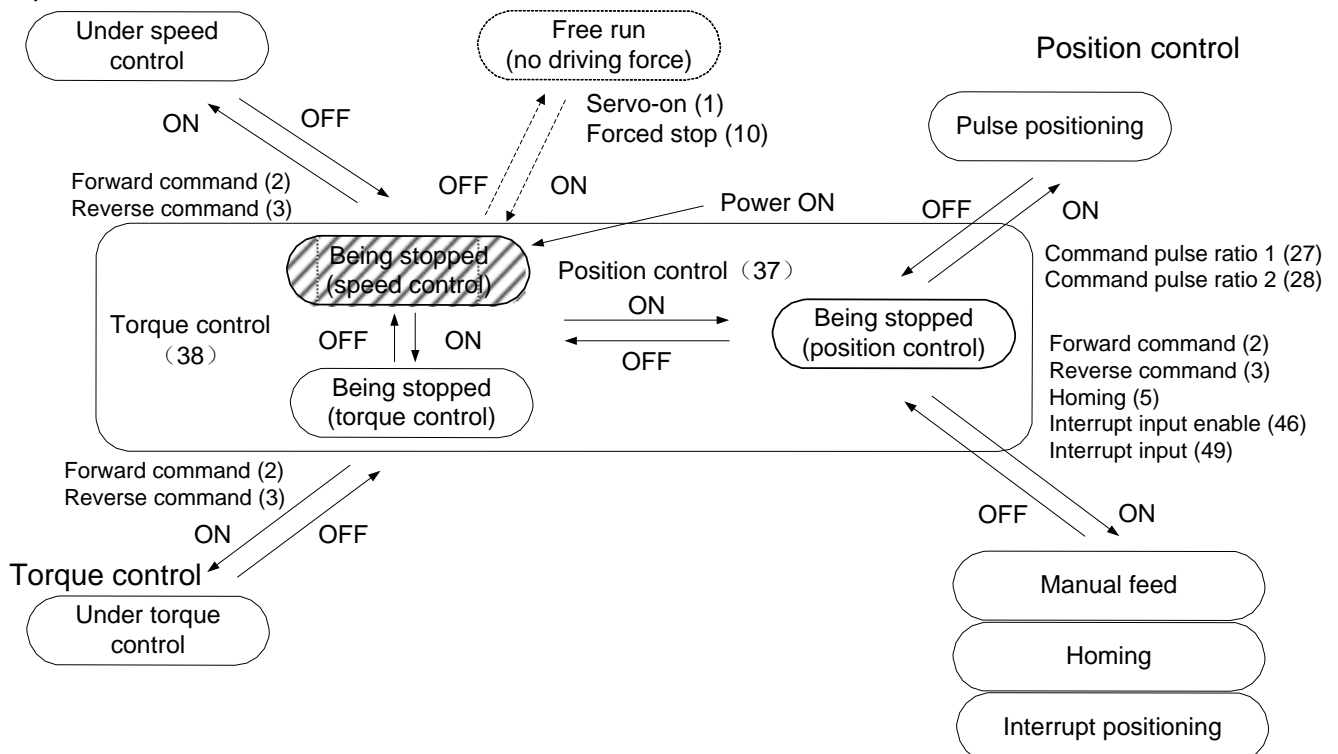 Under speed
control
Free run
(no driving force)
Position control
Servo-on (1)
Forced stop (10)
Pulse positioning
ON
OFF
Forward command (2)
Reverse command (3)
OFF
ON
Power ON
OFF
ON
Command pulse ratio 1 (27)
Command pulse ratio 2 (28)
Being stopped
(speed control)
Position control（37）
ON
OFF
Torque control
（38）
OFF
ON
Being stopped
(torque control)
Being stopped
(position control)
Forward command (2)
Reverse command (3)
Homing (5)
Interrupt input enable (46)
Interrupt input (49)
Forward command (2)
Reverse command (3)
ON
OFF
OFF
ON
Torque control
Under torque
control
Manual feed
Homing
Interrupt positioning